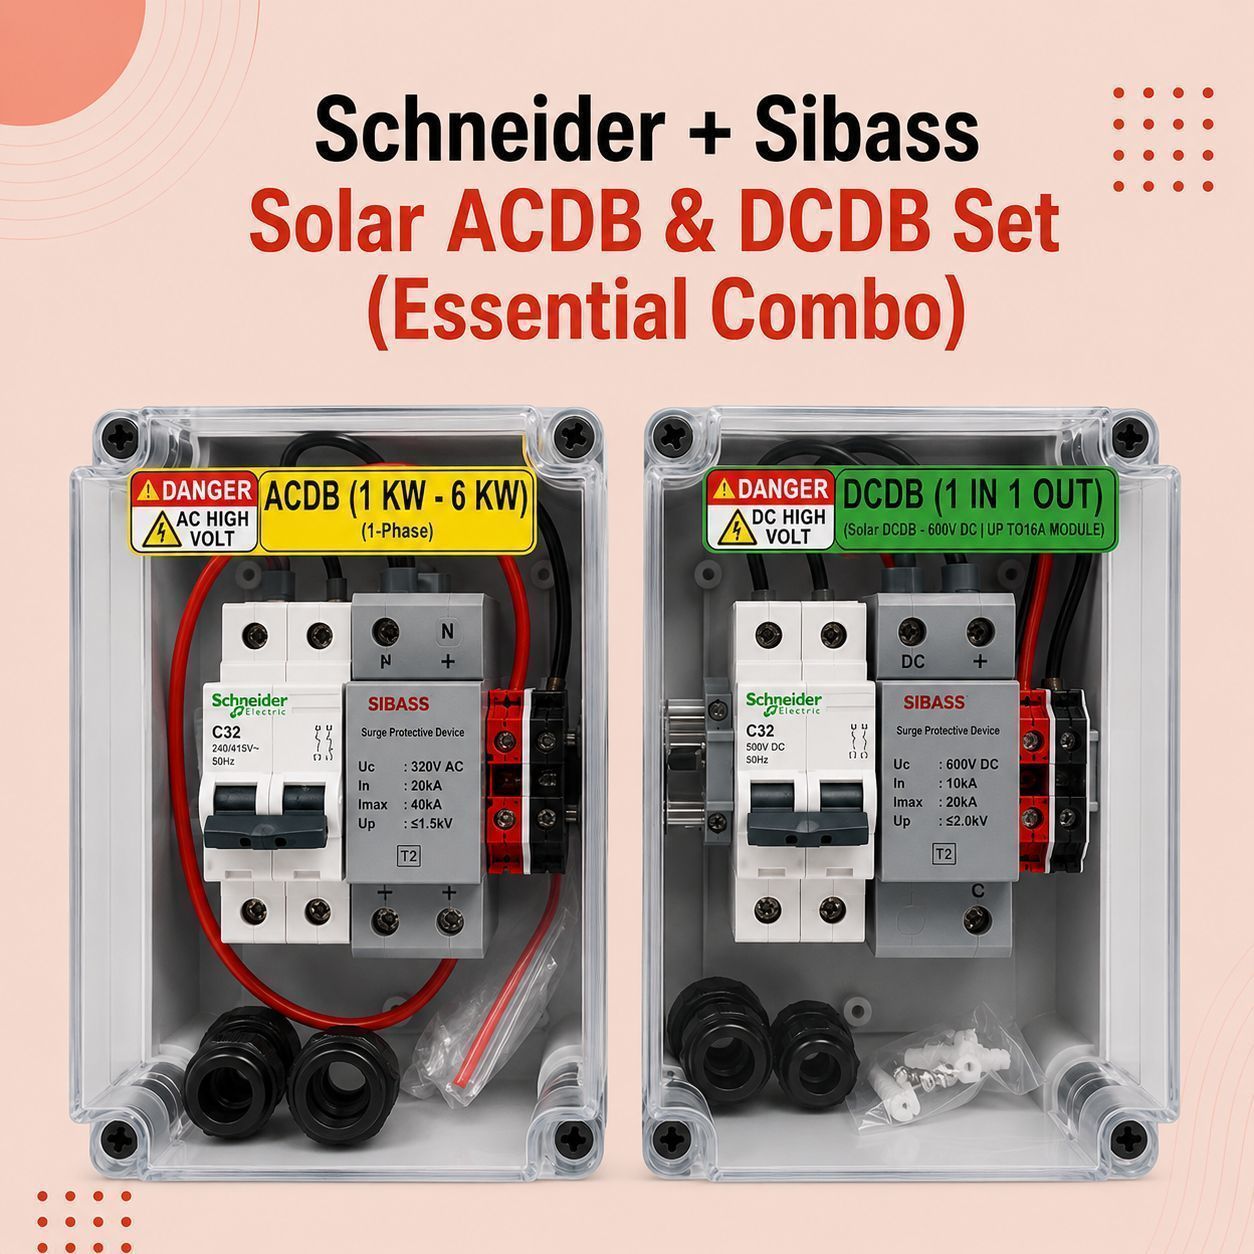 Schneider + Sibass
Solar ACDB & DCDB Set
(Essential Combo)
DANGER
AC HIGH
VOLT
ACDB (1 KW - 6 KW)
(1-Phase)
N
N
+
Schneider
Electric
C32
240/415V~
50Hz
SIBASS
Surge Protective Device
Uc : 320V AC
In : 20kA
Imax : 40kA
Up : ≤1.5kV
T2
+ +
DANGER
DC HIGH
VOLT
DCDB (1 IN 1 OUT)
(Solar DCDB - 600V DC | UP TO16A MODULE)
DC +
Schneider
Electric
C32
500V DC
50Hz
SIBASS
Surge Protective Device
Uc : 600V DC
In : 10kA
Imax : 20kA
Up : ≤2.0kV
T2
C